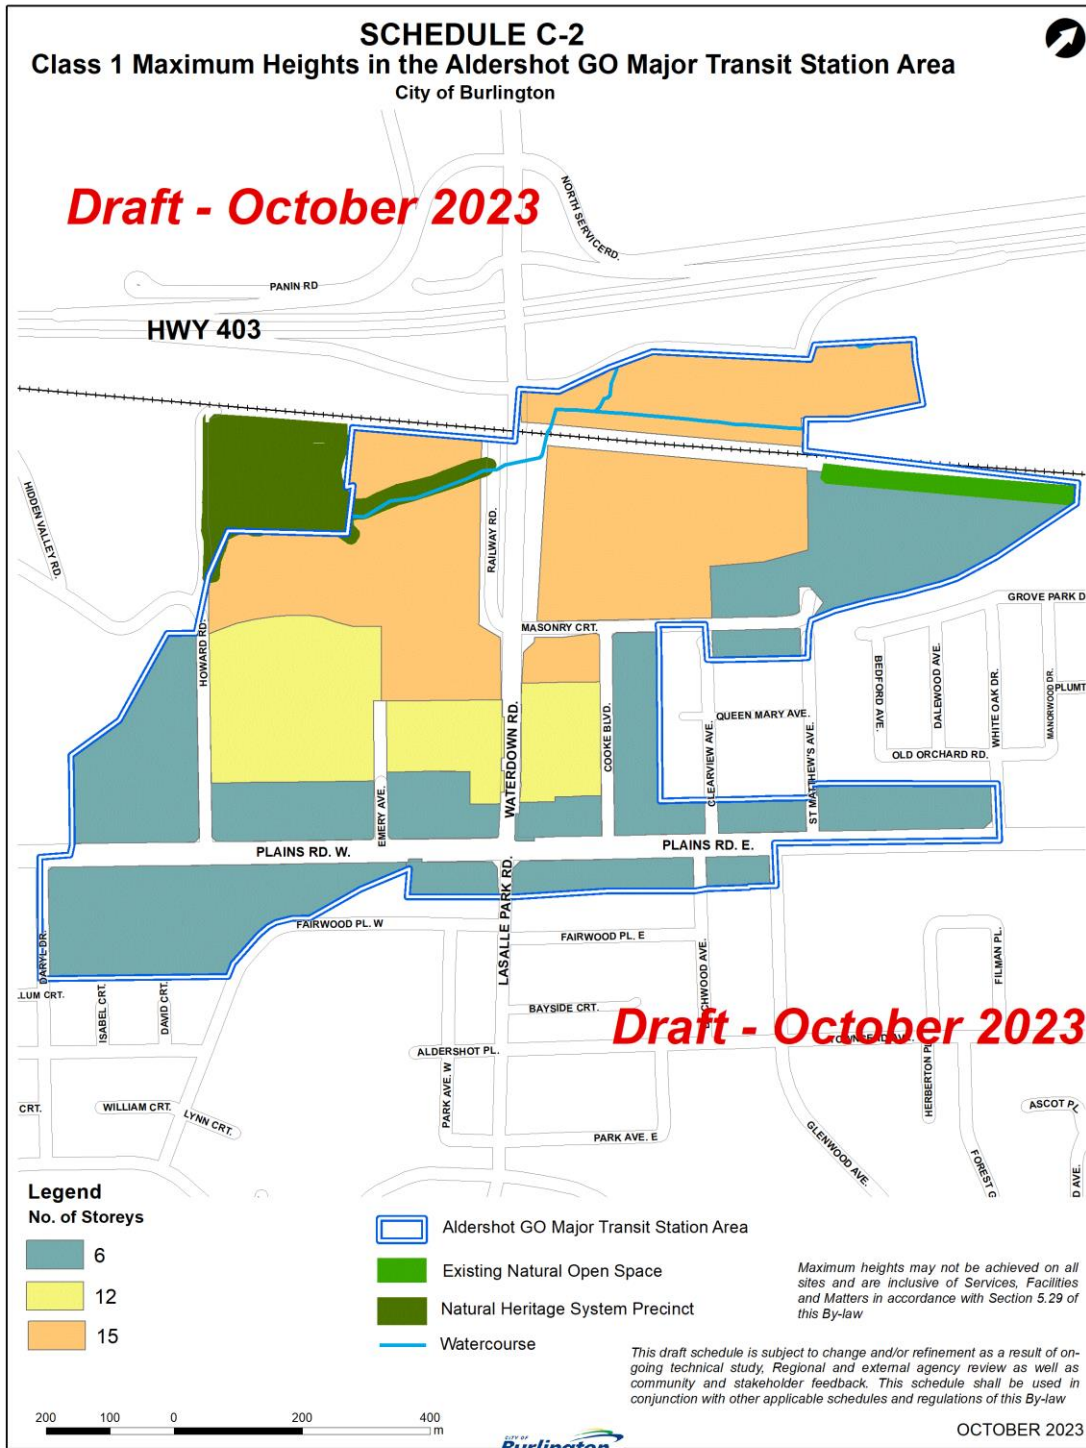 SCHEDULE C-2
Class 1 Maximum Heights in the Aldershot GO Major Transit Station Area
City of Burlington
Draft - October 2023
NORTH SERVICERD.
PANIN RD
HWY 403
HIDDEN VALLEY RD.
RAILWAY RD.
HOWARD RD.
MASONRY CRT.
GROVE PARK D
BEDFORD AVE.
DALEWOOD AVE.
WHITE OAK DR.
MANORWOOD DR.
PLUMT
QUEEN MARY AVE.
OLD ORCHARD RD.
WATERDOWN RD.
COOKE BLVD.
CLEARVIEW AVE.
ST MATTHEW'S AVE.
EMERY AVE.
PLAINS RD. W.
PLAINS RD. E.
LASALLE PARK RD.
FAIRWOOD PL. W
FAIRWOOD PL. E
DARYL DR.
LLUM CRT.
ISABEL CRT.
DAVID CRT.
CHWOOD AVE.
FILMAN PL.
BAYSIDE CRT.
Draft - October 2023
ALDERSHOT PL.
HERBERTON PL
CRT.
WILLIAM CRT.
LYNN CRT.
PARK AVE. W
PARK AVE. E
GLENWOOD AVE.
ASCOT PL
FOREST G
D AVE.
Legend
No. of Storeys
6
12
15
Aldershot GO Major Transit Station Area
Existing Natural Open Space
Natural Heritage System Precinct
Watercourse
Maximum heights may not be achieved on all
sites and are inclusive of Services, Facilities
and Matters in accordance with Section 5.29 of
this By-law
This draft schedule is subject to change and/or refinement as a result of on-
going technical study, Regional and external agency review as well as
community and stakeholder feedback. This schedule shall be used in
conjunction with other applicable schedules and regulations of this By-law
200 100 0 200 400
m
CITY OF
Burlington
OCTOBER 2023